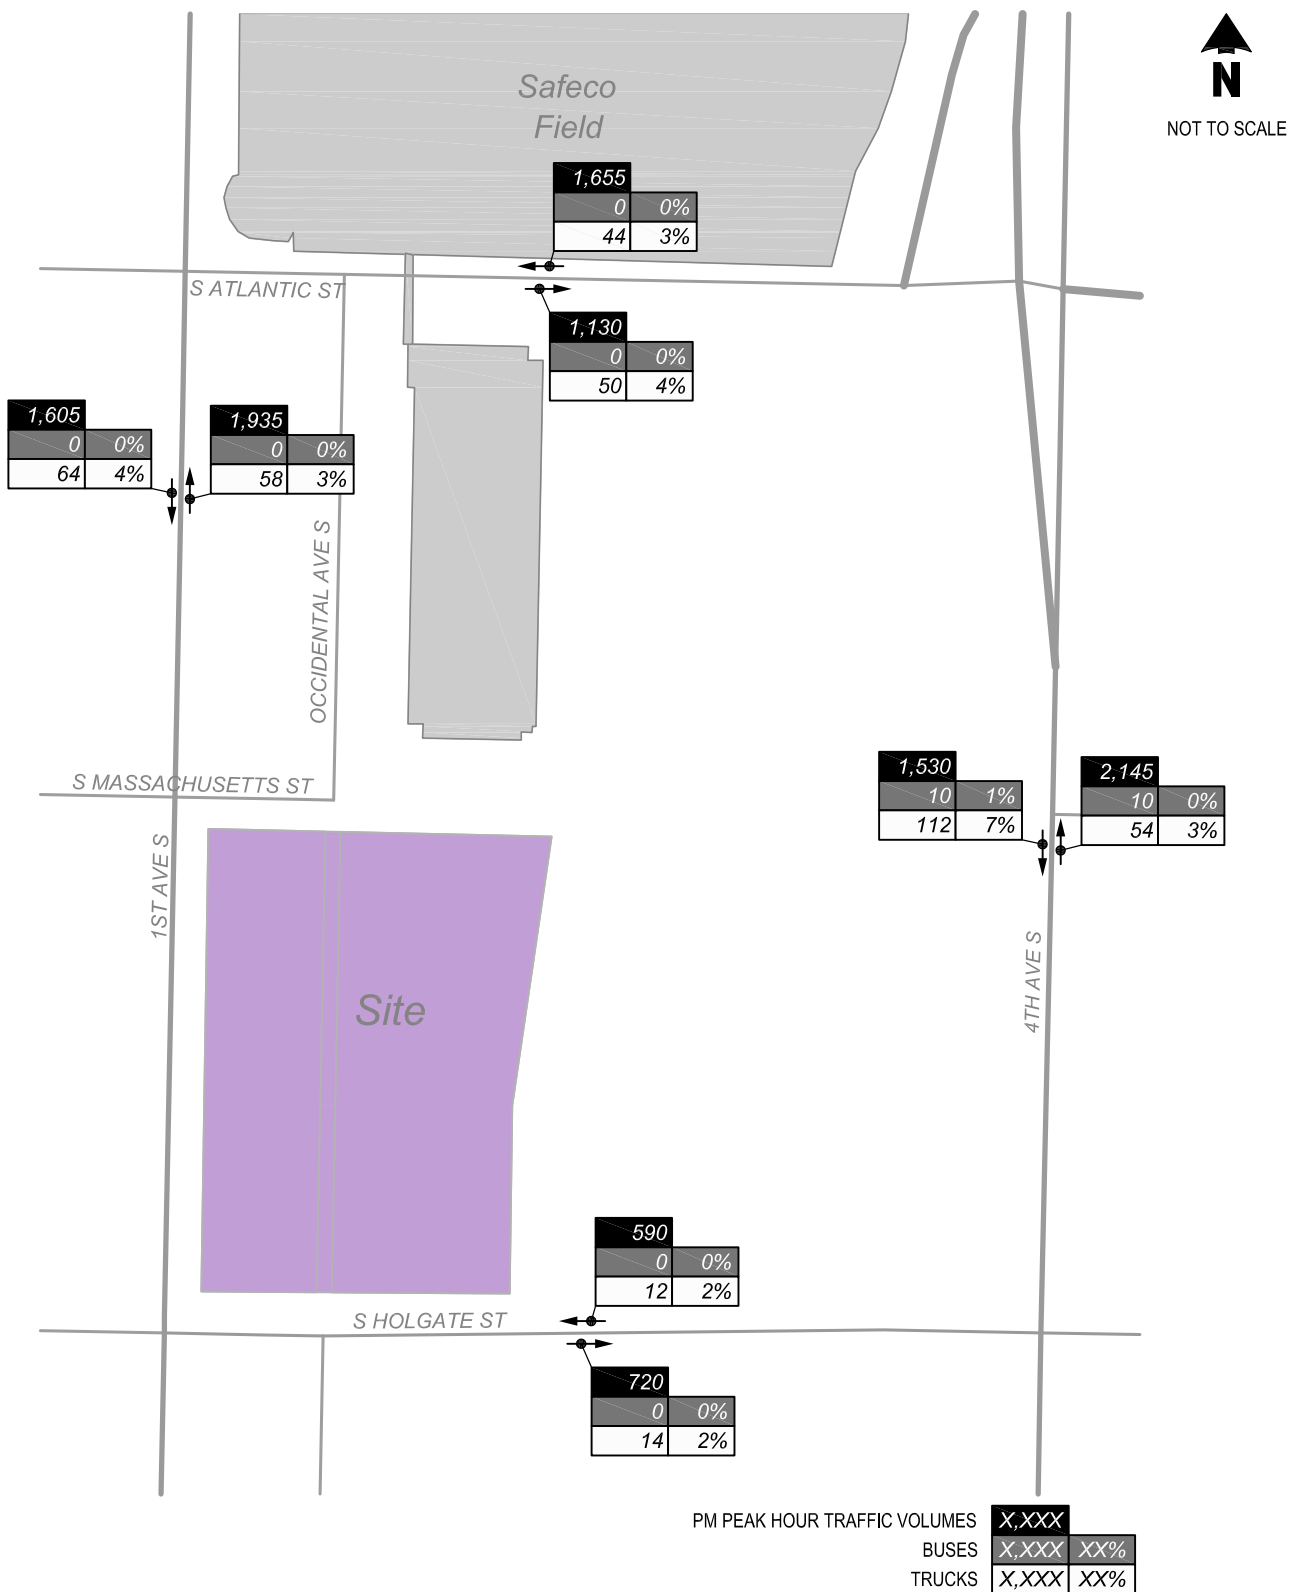 Safeco
Field
N
NOT TO SCALE
1,655
0 0%
44 3%
S ATLANTIC ST
1,130
0 0%
50 4%
1,605
0 0%
64 4%
1,935
0 0%
58 3%
OCCIDENTAL AVE S
S MASSACHUSETTS ST
1,530
10 1%
112 7%
2,145
10 0%
54 3%
1ST AVE S
4TH AVE S
Site
590
0 0%
12 2%
S HOLGATE ST
720
0 0%
14 2%
PM PEAK HOUR TRAFFIC VOLUMES X,XXX
BUSES X,XXX XX%
TRUCKS X,XXX XX%